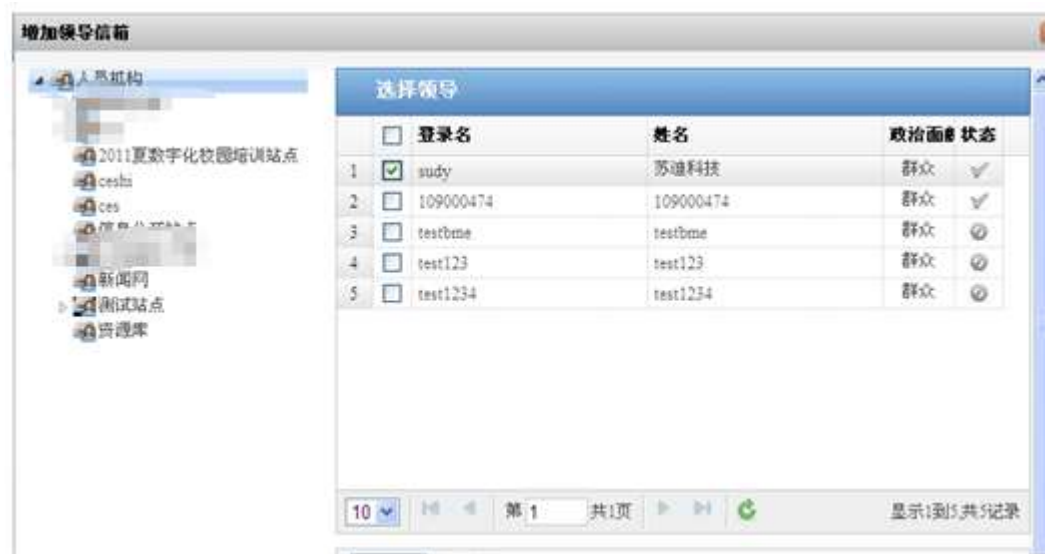 增加领导信箱
人员机构
2011夏数字化校园培训站点
ceshi
ces
新闻网
测试站点
资源库
选择领导
登录名 姓名 政治面貌 状态
1 sudy 苏迪科技 群众
2 109000474 109000474 群众
3 testbme testbme 群众
4 test123 test123 群众
5 test1234 test1234 群众
10 第 1 共1页 显示1到5,共5记录